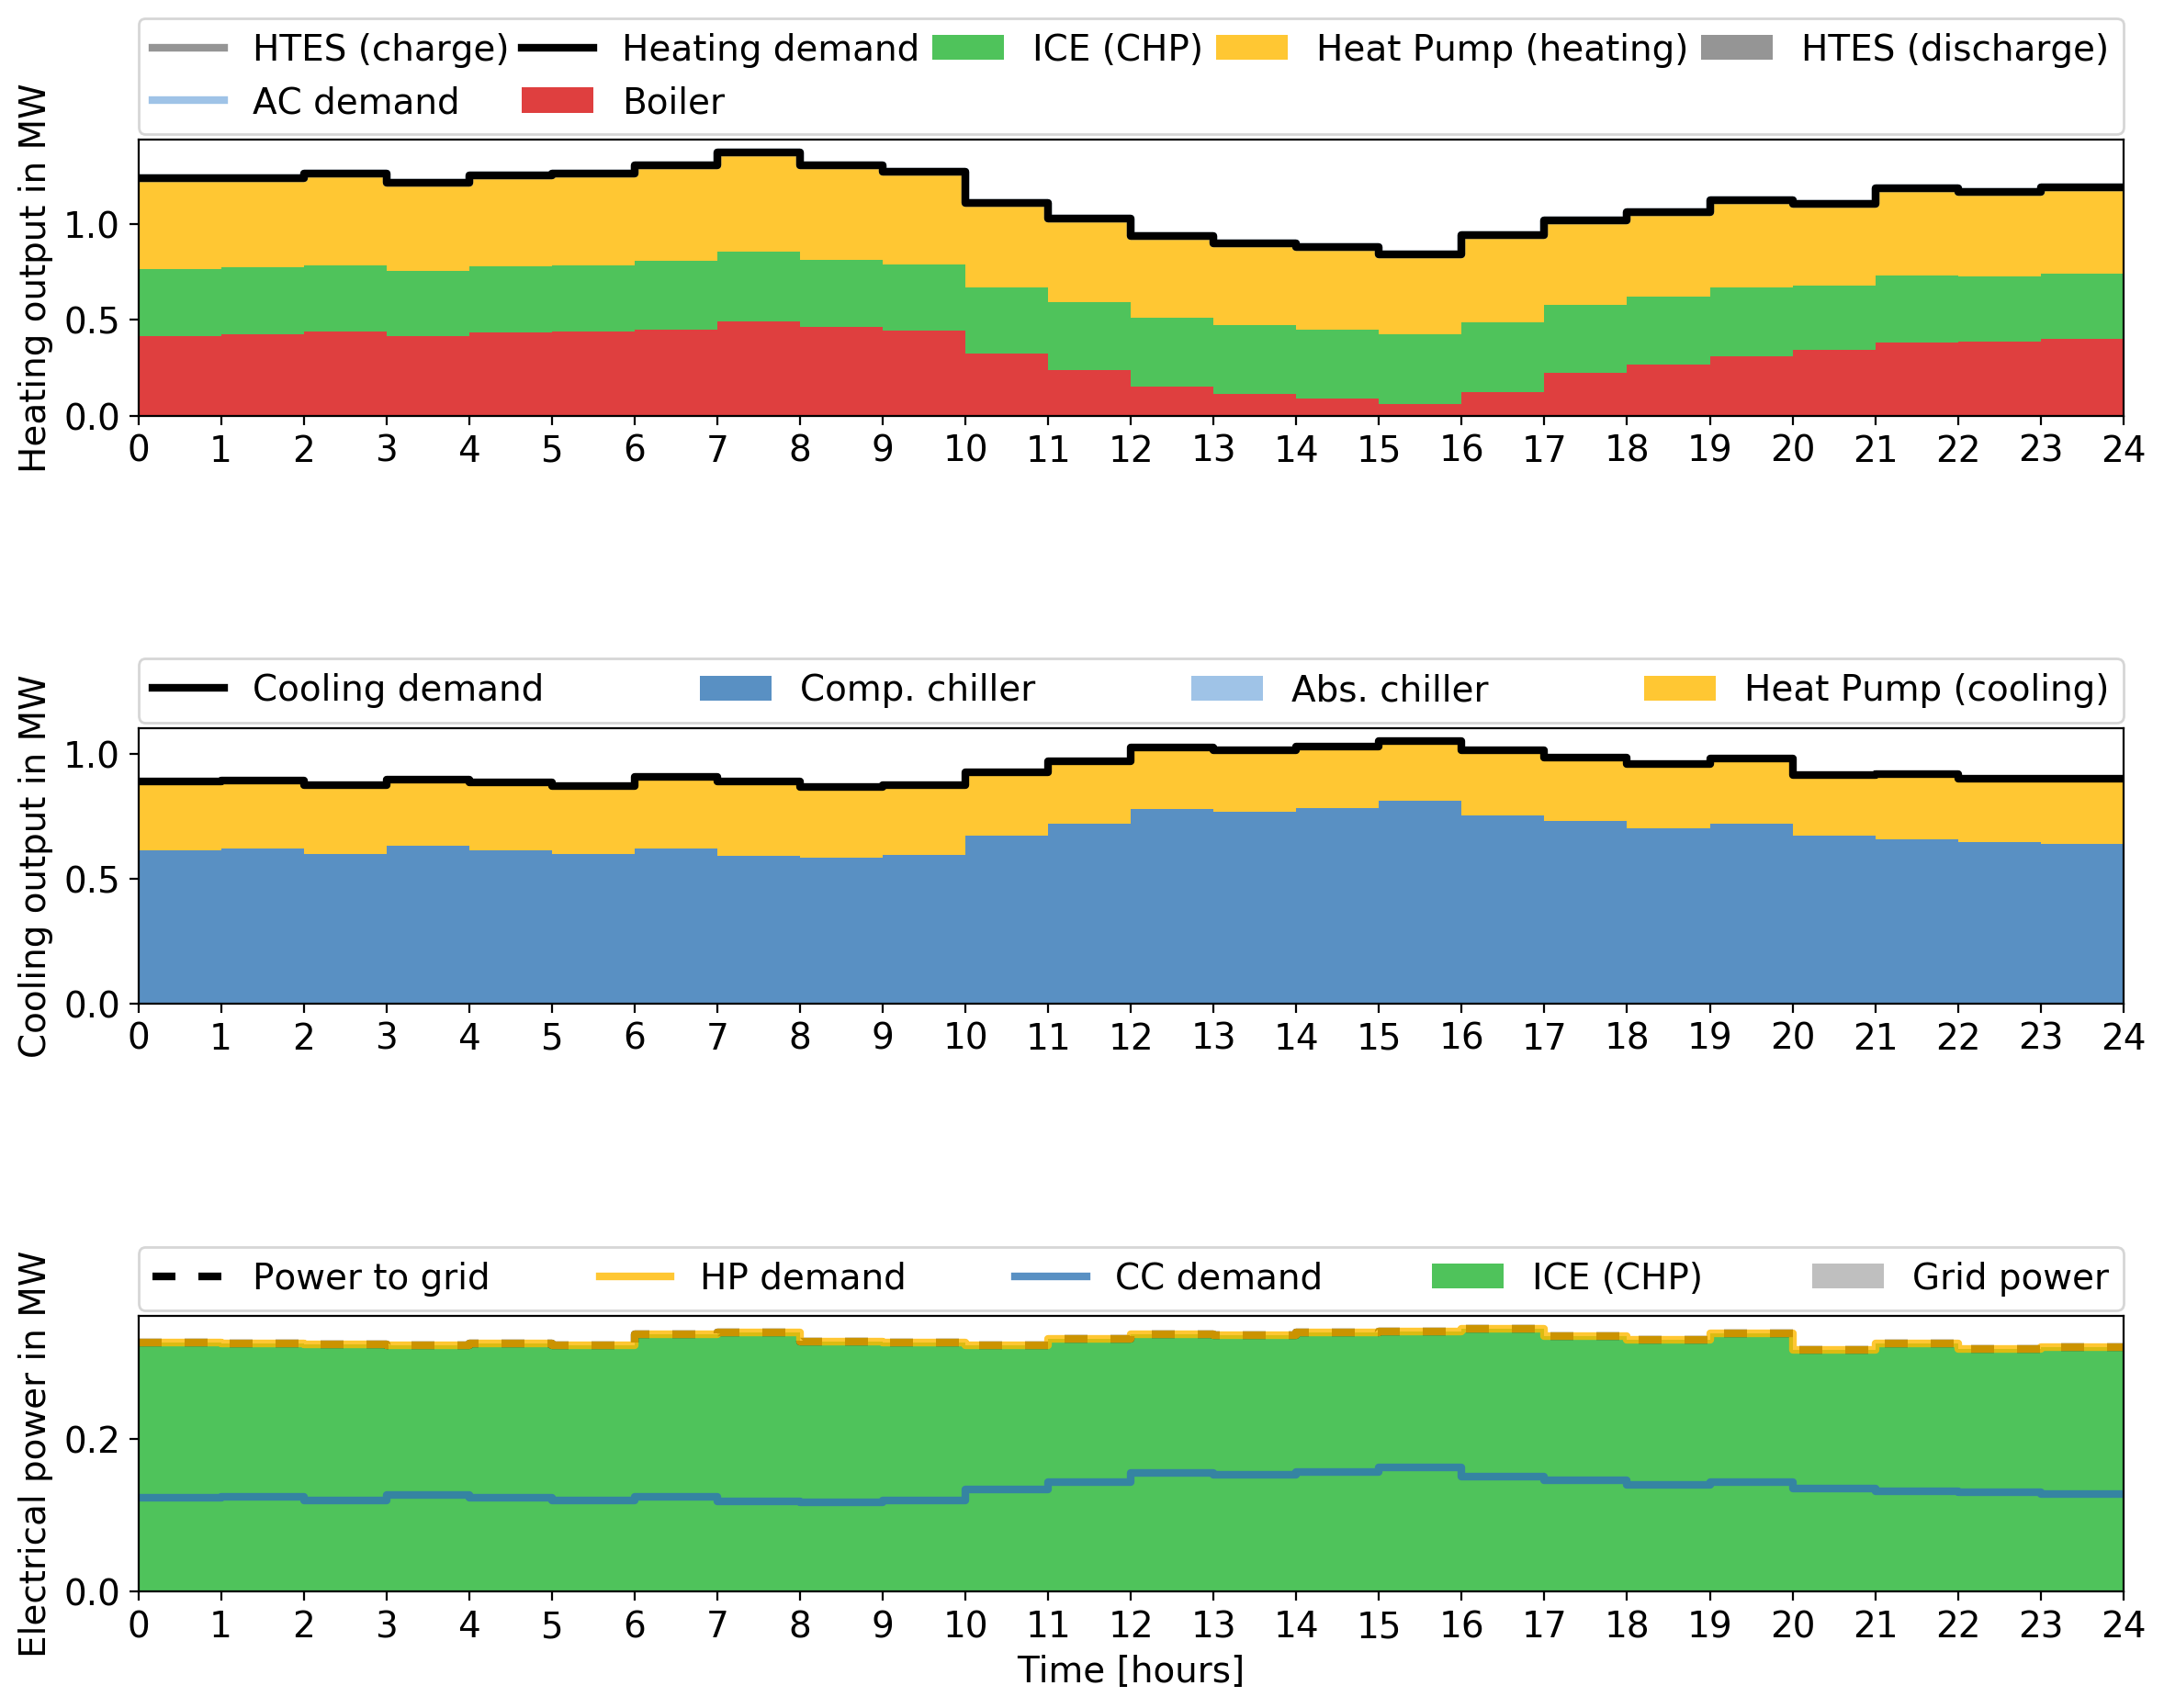 HTES (charge) Heating demand ICE (CHP) Heat Pump (heating) HTES (discharge)
AC demand Boiler
Heating output in MW
1.0
0.5
0.0
0 1 2 3 4 5 6 7 8 9 10 11 12 13 14 15 16 17 18 19 20 21 22 23 24
Cooling demand Comp. chiller Abs. chiller Heat Pump (cooling)
Cooling output in MW
1.0
0.5
0.0
0 1 2 3 4 5 6 7 8 9 10 11 12 13 14 15 16 17 18 19 20 21 22 23 24
Power to grid HP demand CC demand ICE (CHP) Grid power
Electrical power in MW
0.2
0.0
0 1 2 3 4 5 6 7 8 9 10 11 12 13 14 15 16 17 18 19 20 21 22 23 24
Time [hours]